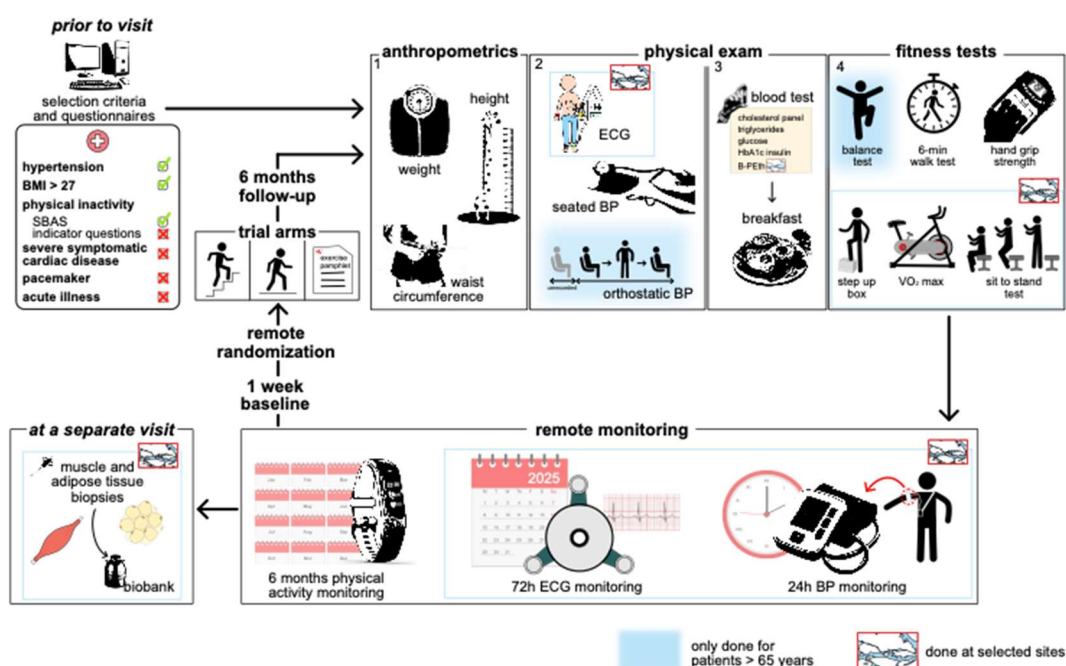 prior to visit
selection criteria
and questionnaires
hypertension
BMI > 27
physical inactivity
SBAS
indicator questions
severe symptomatic
cardiac disease
pacemaker
acute illness
6 months
follow-up
trial arms
exercise
pamphlet
remote
randomization
1 week
baseline
anthropometrics
1
height
weight
waist
circumference
physical exam
2
ECG
seated BP
orthostatic BP
3
blood test
cholesterol panel
triglycerides
glucose
HbA1c insulin
B-PEth
breakfast
fitness tests
4
balance
test
6-min
walk test
hand grip
strength
step up
box
VO₂ max
sit to stand
test
at a separate visit
muscle and
adipose tissue
biopsies
biobank
remote monitoring
6 months physical
activity monitoring
2025
72h ECG monitoring
24h BP monitoring
only done for
patients > 65 years
done at selected sites